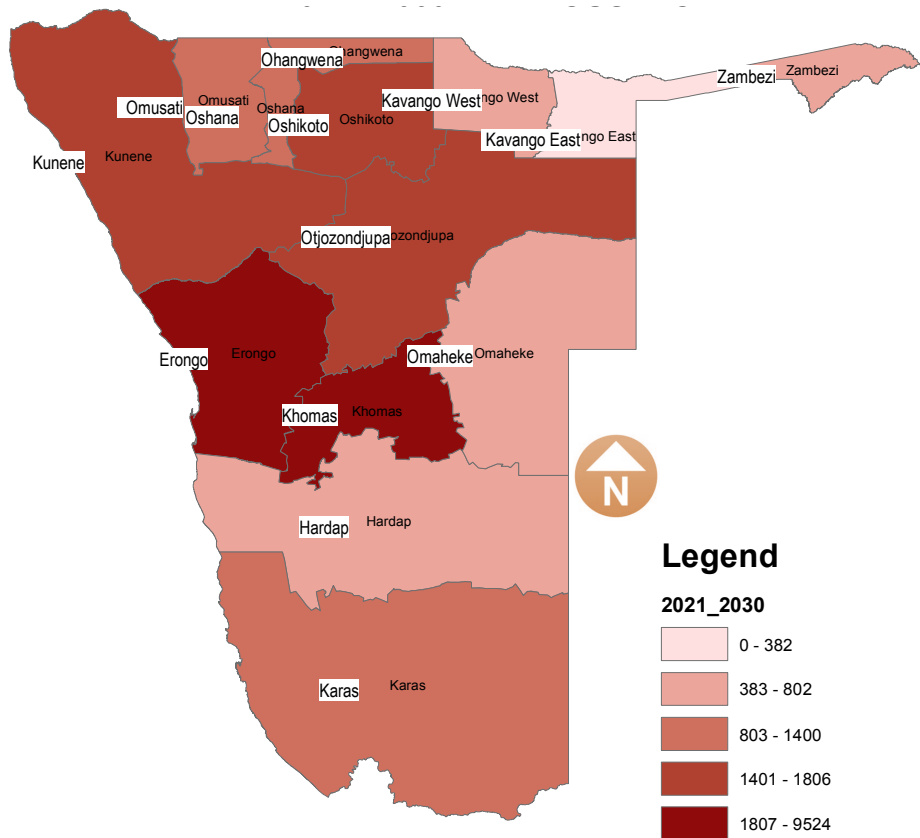 Ohangwena
Ohangwena
Zambezi
Zambezi
Omusati
Omusati
Oshana
Oshana
Oshikoto
Oshikoto
Kavango West
ngo West
Kavango East
ngo East
Kunene
Kunene
Otjozondjupa
ozondjupa
Erongo
Erongo
Omaheke
Omaheke
Khomas
Khomas
N
Hardap
Hardap
Karas
Karas
Legend
2021_2030
0 - 382
383 - 802
803 - 1400
1401 - 1806
1807 - 9524